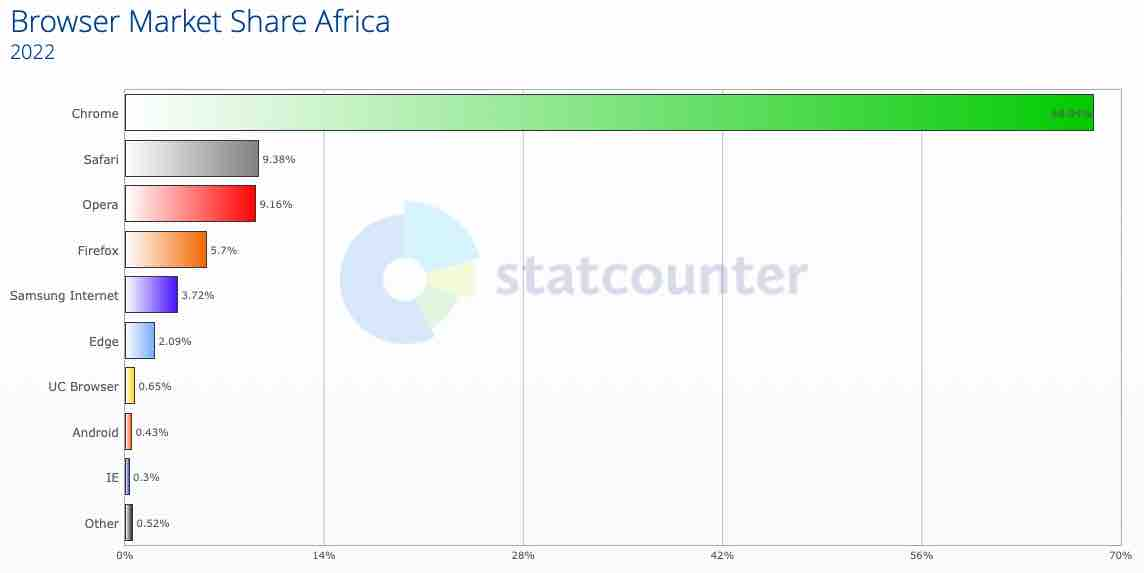 Browser Market Share Africa
2022
Chrome 68.04%
Safari 9.38%
Opera 9.16%
Firefox 5.7%
Samsung Internet 3.72%
Edge 2.09%
UC Browser 0.65%
Android 0.43%
IE 0.3%
Other 0.52%
0% 14% 28% 42% 56% 70%
statcounter